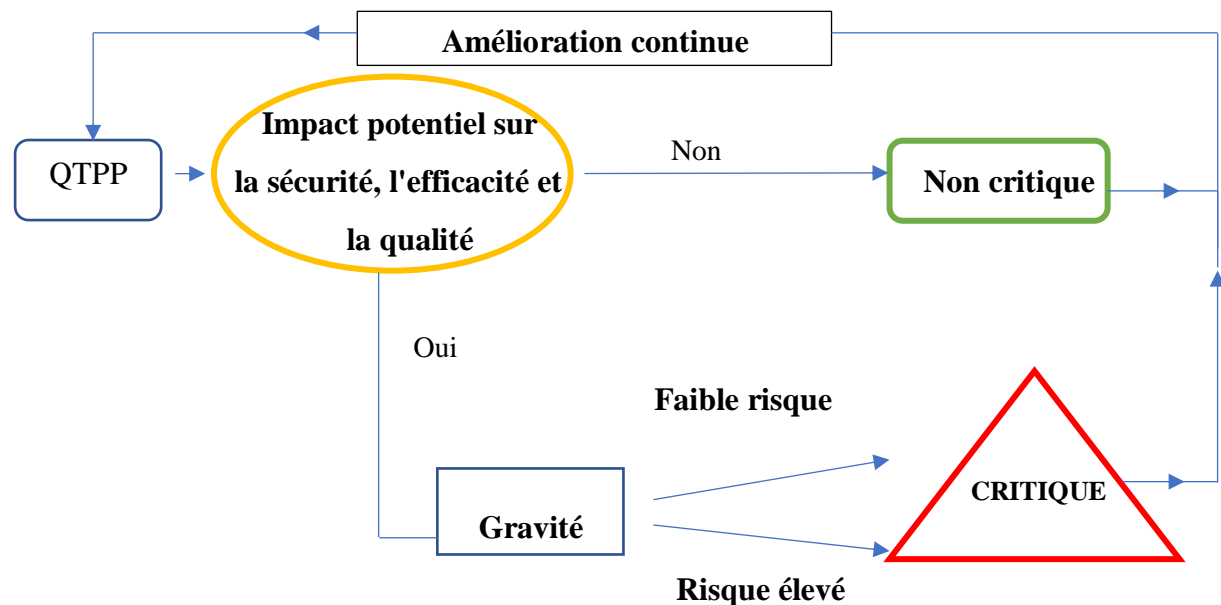 Amélioration continue
QTPP
Impact potentiel sur
la sécurité, l'efficacité et
la qualité
Non
Non critique
Oui
Faible risque
Gravité
CRITIQUE
Risque élevé